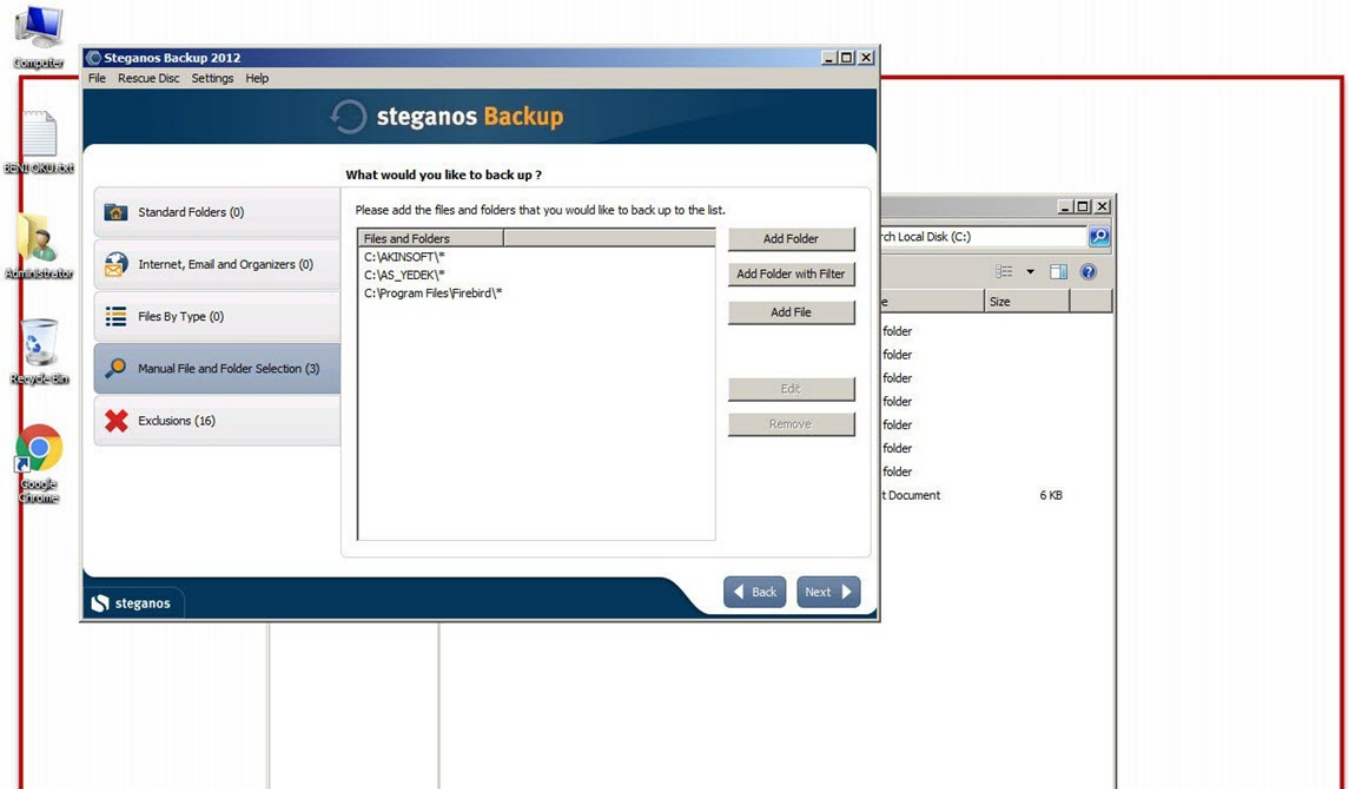 Computer
BENI OKU.txt
Administrator
Recycle Bin
Google
Chrome
Steganos Backup 2012
File Rescue Disc Settings Help
steganos Backup
What would you like to back up ?
Standard Folders (0)
Internet, Email and Organizers (0)
Files By Type (0)
Manual File and Folder Selection (3)
Exclusions (16)
Please add the files and folders that you would like to back up to the list.
Files and Folders
C:\AKINSOFT\*
C:\AS_YEDEK\*
C:\Program Files\Firebird\*
Add Folder
Add Folder with Filter
Add File
Edit
Remove
steganos
Back
Next
rch Local Disk (C:)
e
Size
folder
folder
folder
folder
folder
folder
folder
t Document 6 KB